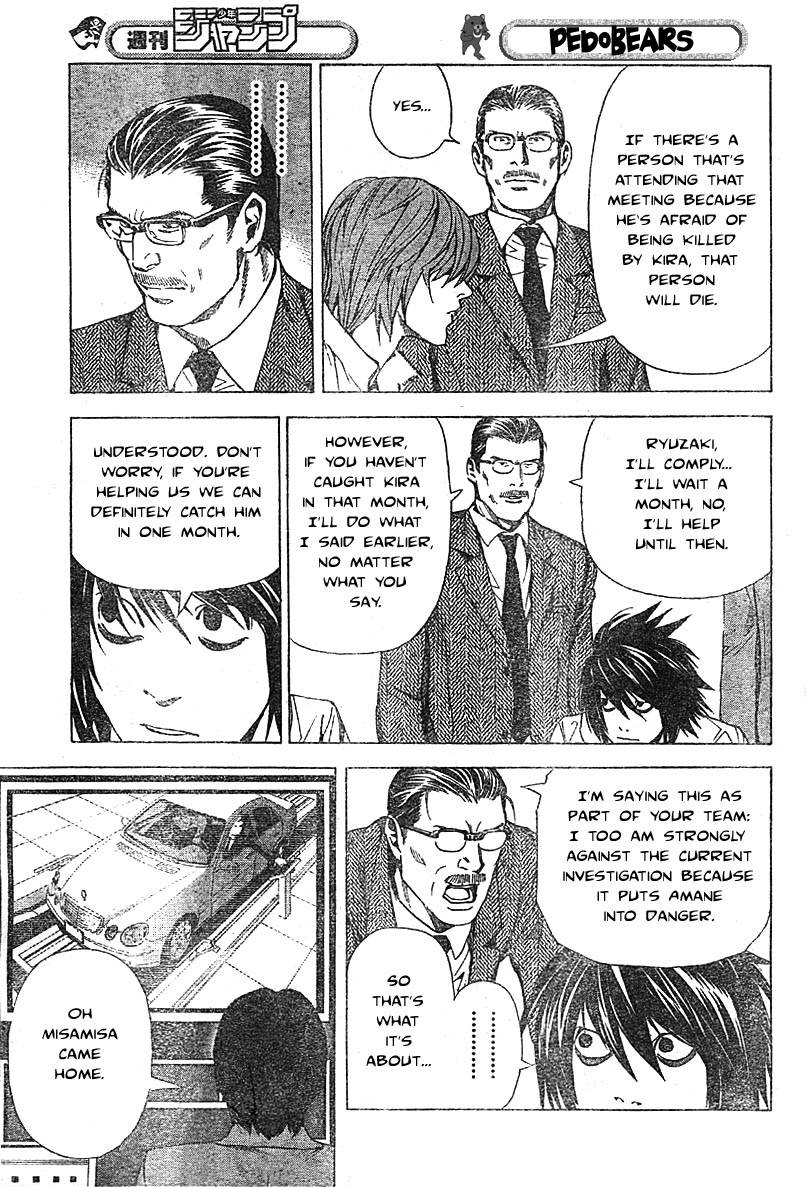 週刊
少年
ジャンプ
PEDOBEARS
IF THERE'S A
PERSON THAT'S
ATTENDING THAT
MEETING BECAUSE
HE'S AFRAID OF
BEING KILLED
BY KIRA, THAT
PERSON
WILL DIE.
YES...
RYUZAKI,
I'LL COMPLY...
I'LL WAIT A
MONTH, NO,
I'LL HELP
UNTIL THEN.
HOWEVER,
IF YOU HAVEN'T
CAUGHT KIRA
IN THAT MONTH,
I'LL DO WHAT
I SAID EARLIER,
NO MATTER
WHAT YOU
SAY.
UNDERSTOOD. DON'T
WORRY, IF YOU'RE
HELPING US WE CAN
DEFINITELY CATCH HIM
IN ONE MONTH.
I'M SAYING THIS AS
PART OF YOUR TEAM:
I TOO AM STRONGLY
AGAINST THE CURRENT
INVESTIGATION BECAUSE
IT PUTS AMANE
INTO DANGER.
SO
THAT'S
WHAT
IT'S
ABOUT...
OH
MISAMISA
CAME
HOME.